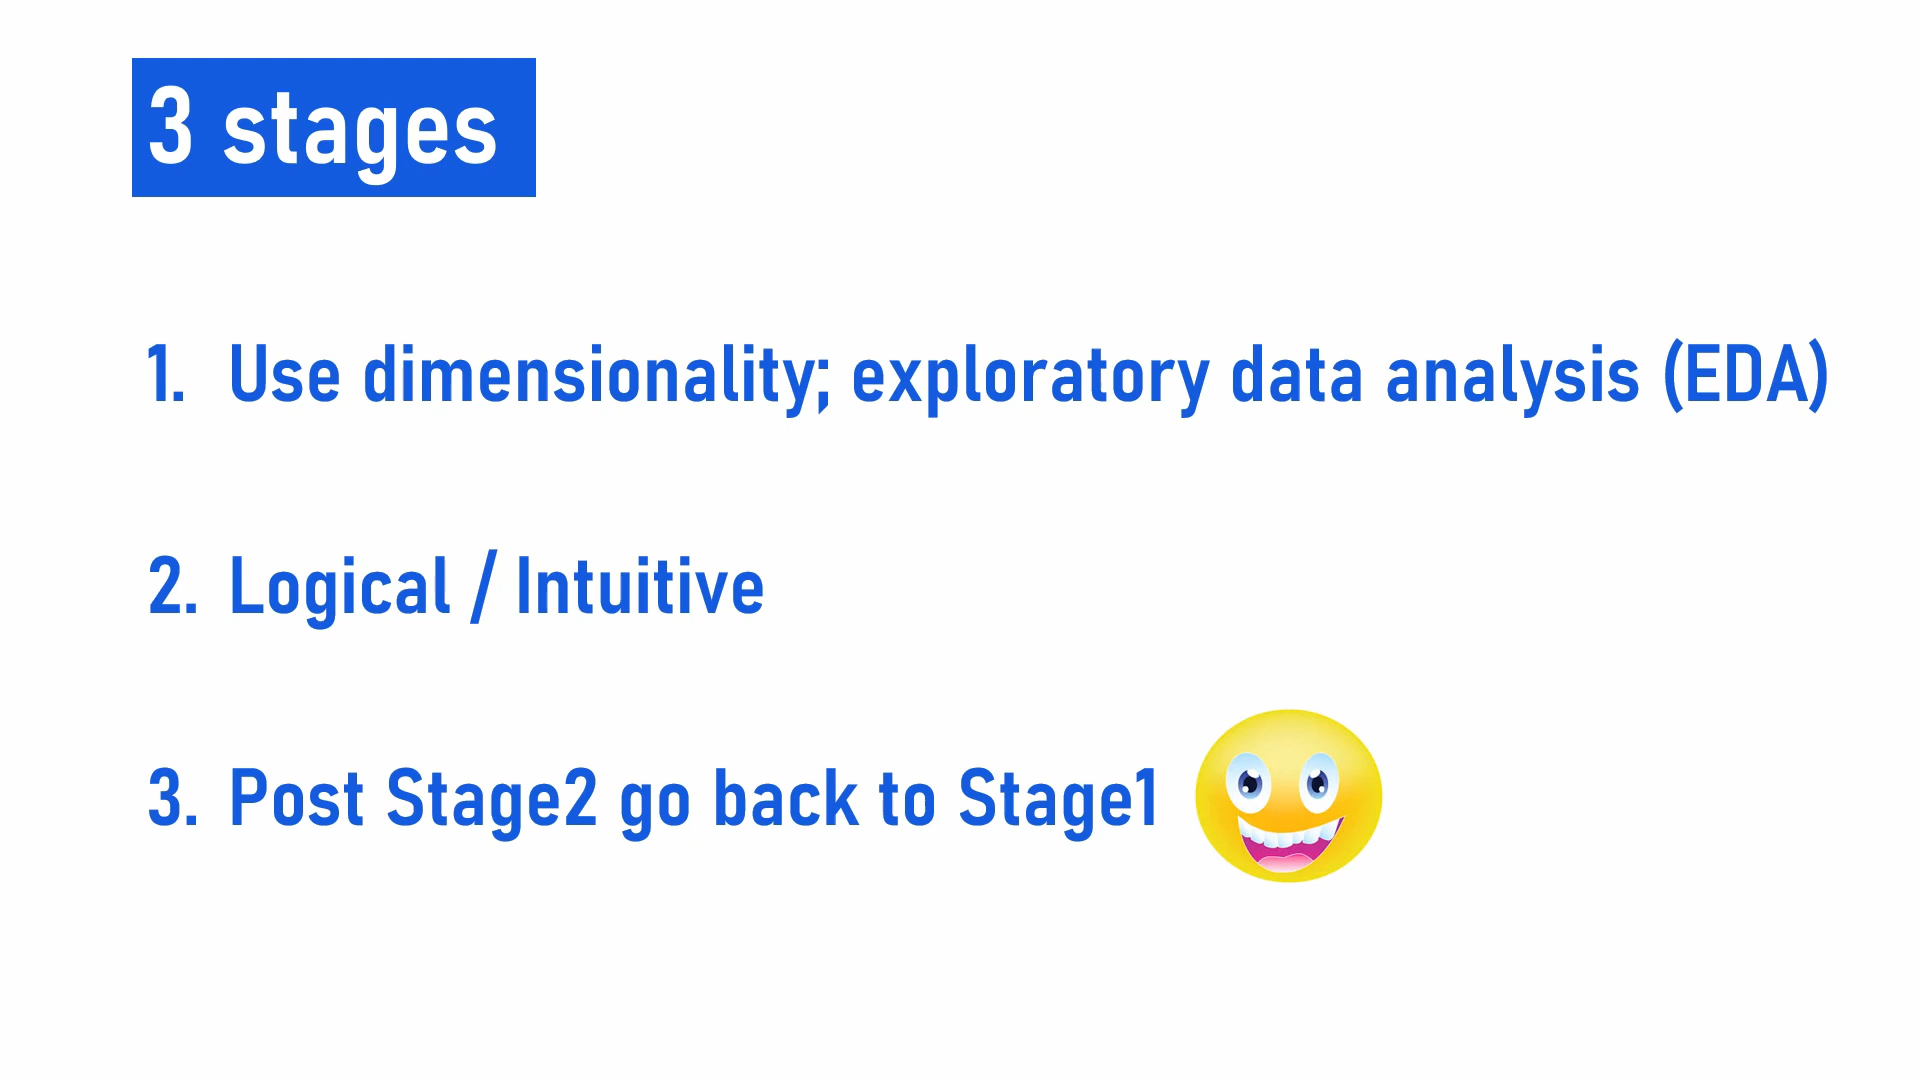 3 stages
1. Use dimensionality; exploratory data analysis (EDA)
2. Logical / Intuitive
3. Post Stage2 go back to Stage1